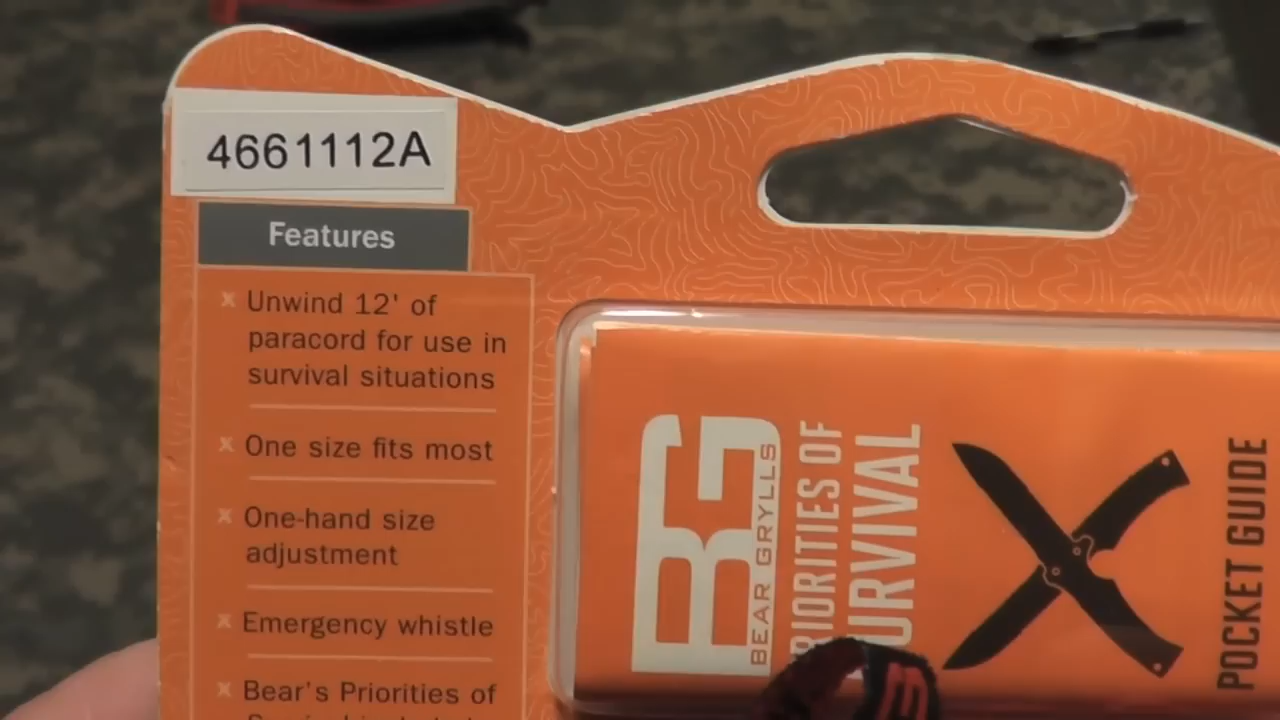 4661112A
Features
x Unwind 12' of
paracord for use in
survival situations
x One size fits most
x One-hand size
adjustment
x Emergency whistle
x Bear's Priorities of
BG
BEAR GRYLLS
PRIORITIES OF
SURVIVAL
POCKET GUIDE